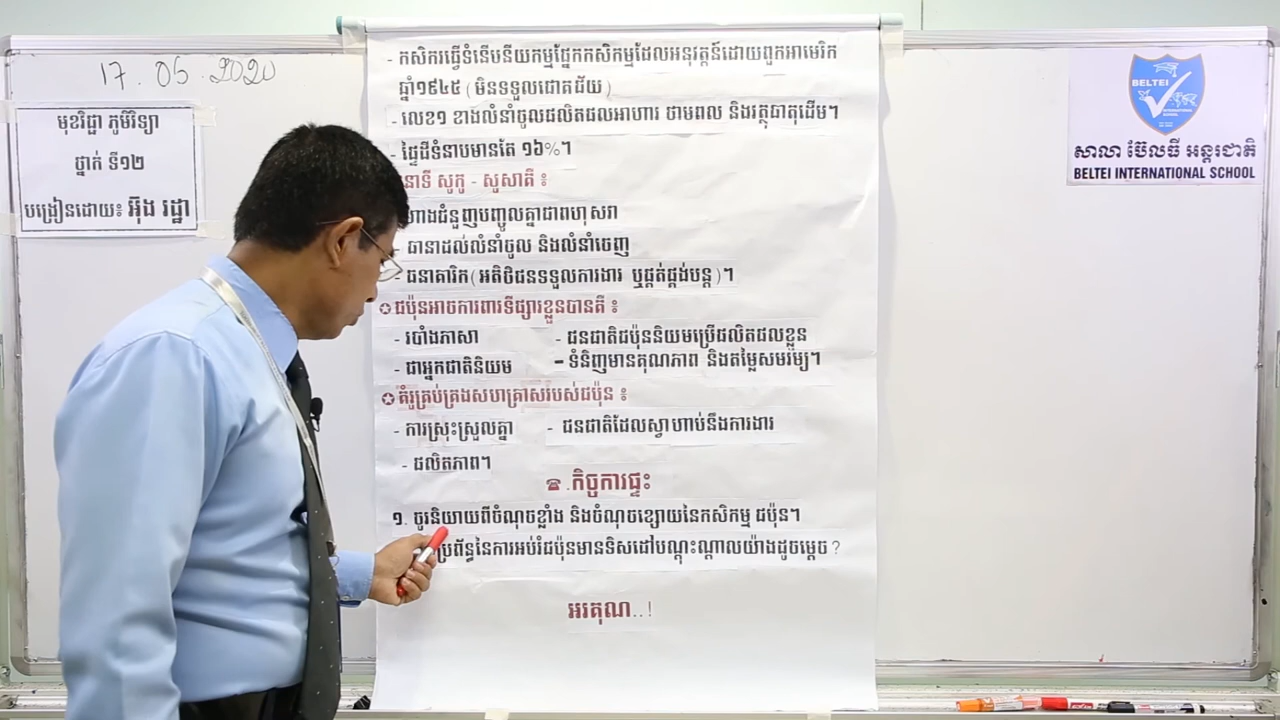 17.05.2020
មុខវិជ្ជា ភូមិវិទ្យា
ថ្នាក់ ទី១២
បង្រៀនដោយ៖ អ៊ុង រដ្ឋា
- កសិករធ្វើទំនើបនីយកម្មផ្នែកកសិកម្មដែលអនុវត្តន៍ដោយពួកអាមេរិក
ឆ្នាំ១៩៤៥(មិនទទួលជោគជ័យ)
- លេខ១ ខាងលំនាំចូលផលិតផលអាហារ ថាមពល និងវត្ថុធាតុដើម។
- ផ្ទៃដីទំនាបមានតែ ១៦%។
នាទី សូកូ - សូសាគឺ ៖
ហាងជំនួញបញ្ចូលគ្នាជាពហុសរា
- ធានាដល់លំនាំចូល និងលំនាំចេញ
- ធនាគារិក(អតិថិជនទទួលការងារ ឬផ្គត់ផ្គង់បន្ត)។
✪ជប៉ុនអាចការពារទីផ្សារខ្លួនបានគឺ ៖
- របាំងភាសា - ជនជាតិជប៉ុននិយមប្រើផលិតផលខ្លួន
- ជាអ្នកជាតិនិយម - ទំនិញមានគុណភាព និងតម្លៃសមរម្យ។
✪គំរូគ្រប់គ្រងសហគ្រាសរបស់ជប៉ុន ៖
- ការស្រុះស្រួលគ្នា - ជនជាតិដែលស្វាហាប់នឹងការងារ
- ផលិតភាព។
☎.កិច្ចការផ្ទះ
១. ចូរនិយាយពីចំណុចខ្លាំង និងចំណុចខ្សោយនៃកសិកម្ម ជប៉ុន។
ប្រព័ន្ធនៃការអប់រំជប៉ុនមានទិសដៅបណ្តុះណ្តាលយ៉ាងដូចម្តេច?
អរគុណ..!
BELTEI
INTERNATIONAL SCHOOL
សាលា ប៊ែលធី អន្តរជាតិ
BELTEI INTERNATIONAL SCHOOL